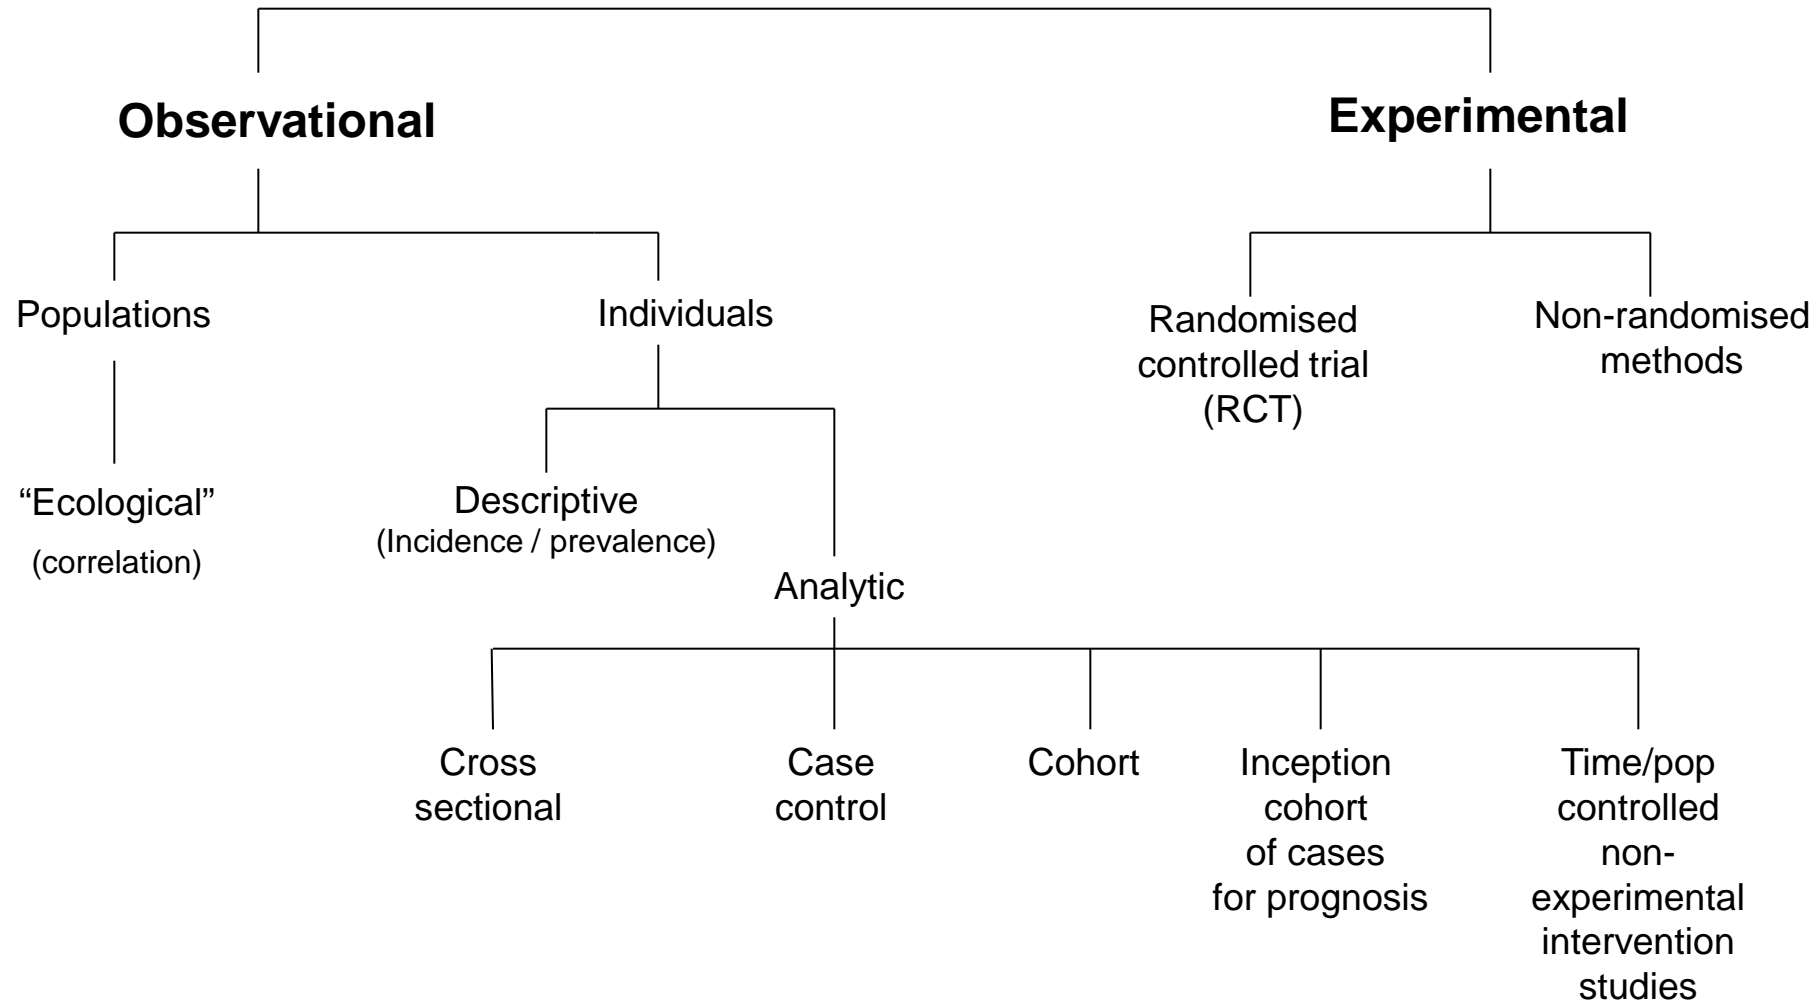 Observational
Experimental
Populations
Individuals
Randomised
controlled trial
(RCT)
Non-randomised
methods
“Ecological”
(correlation)
Descriptive
(Incidence / prevalence)
Analytic
Cross
sectional
Case
control
Cohort
Inception
cohort
of cases
for prognosis
Time/pop
controlled
non-
experimental
intervention
studies